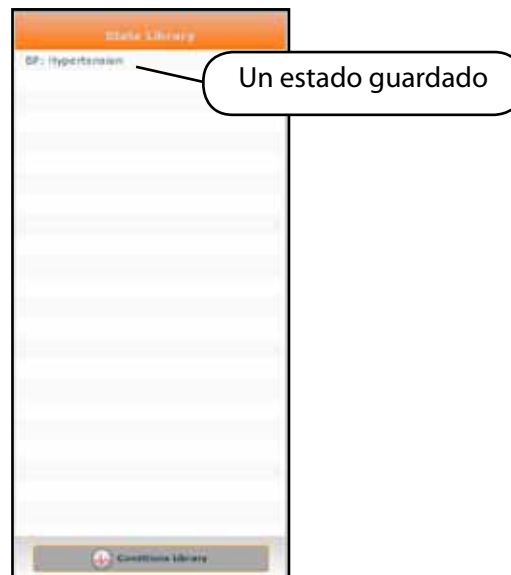 State Library
BP: Hypertension
Un estado guardado
Conditions Library